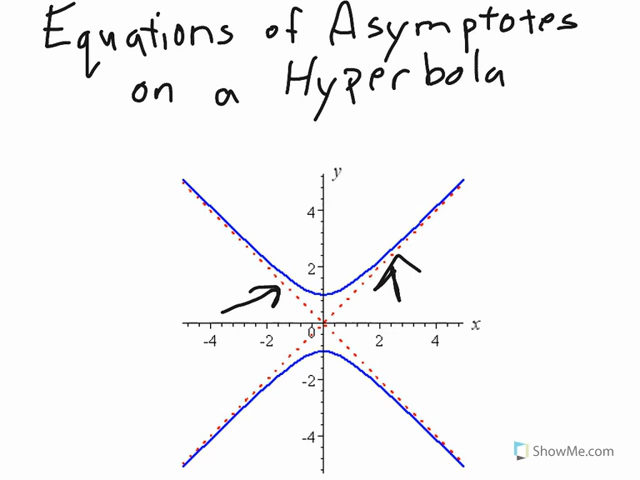 Equations of Asymptotes
on a Hyperbola
y
4
2
-4 -2 0 2 4 x
-2
-4
ShowMe.com